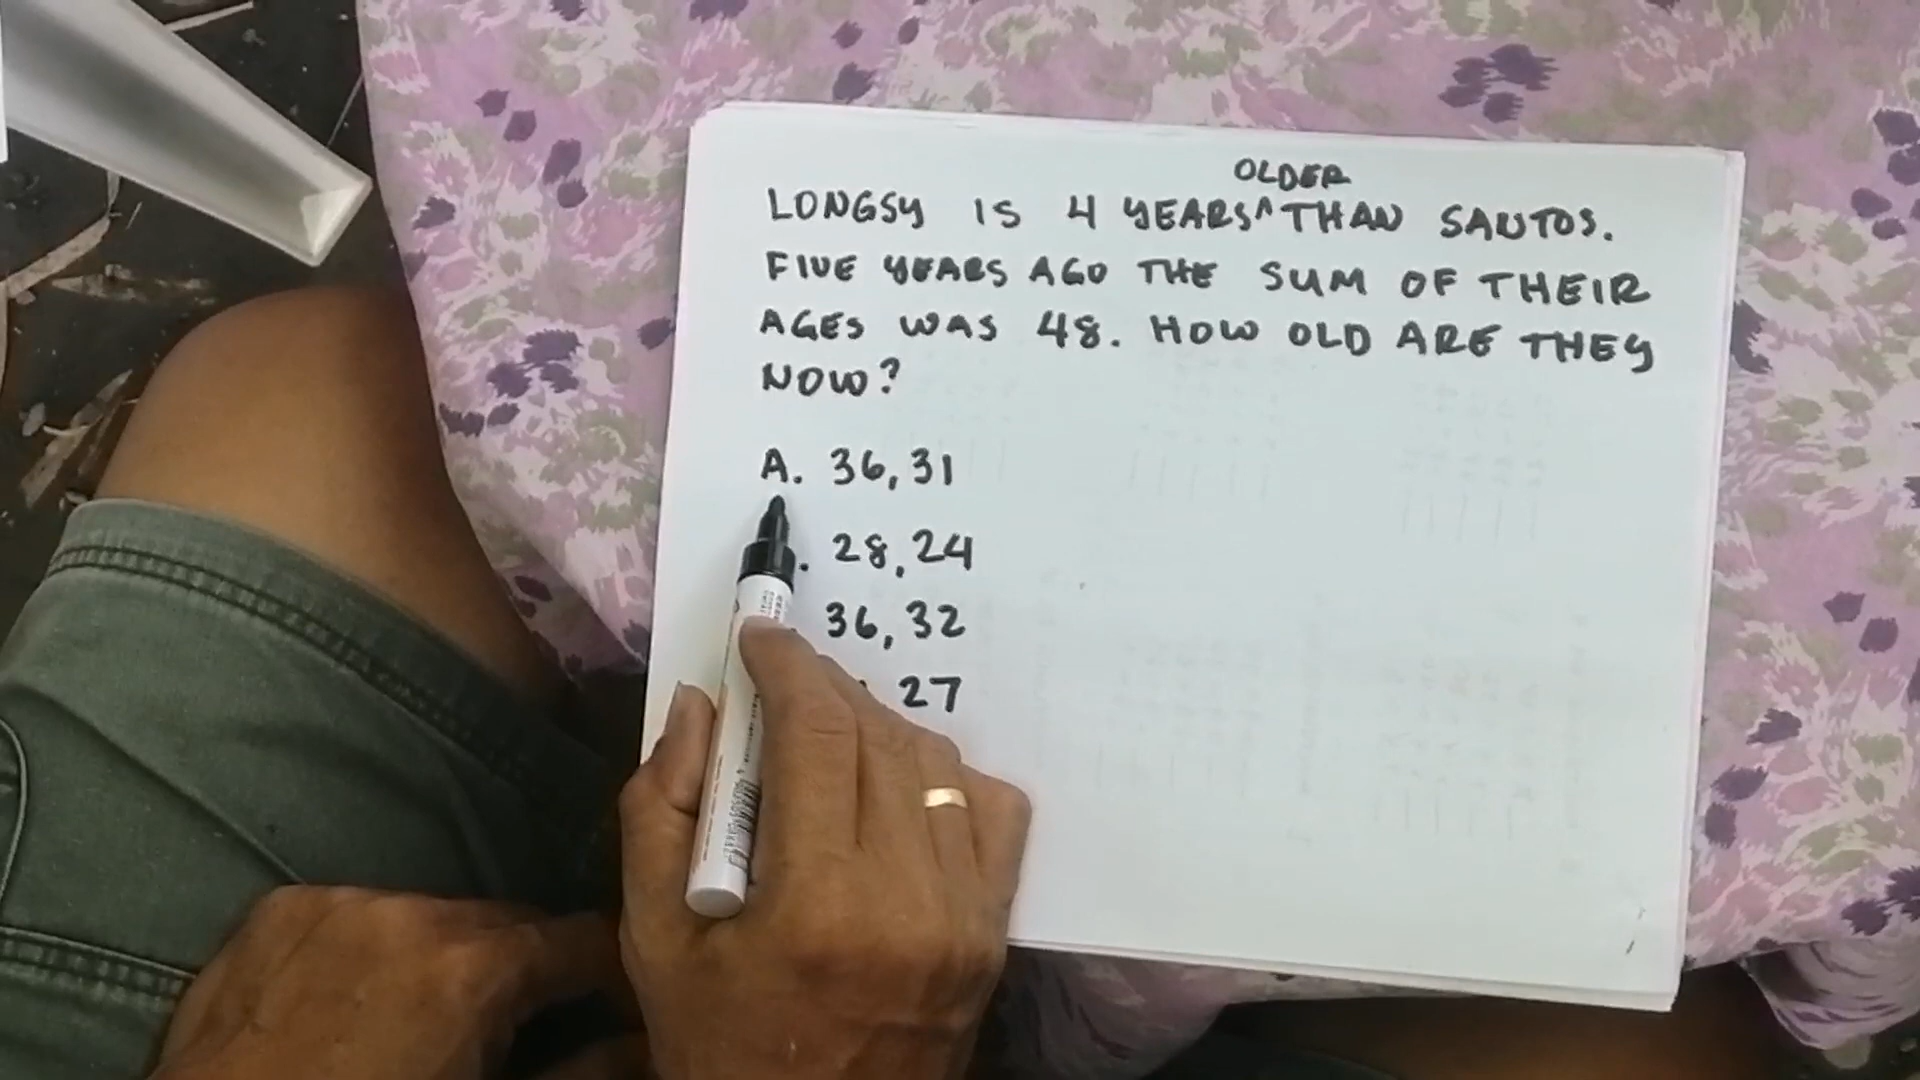 OLDER
LONGSY IS 4 YEARS^THAN SANTOS.
FIVE YEARS AGO THE SUM OF THEIR
AGES WAS 48. HOW OLD ARE THEY
NOW?
A. 36,31
. 28,24
36,32
27